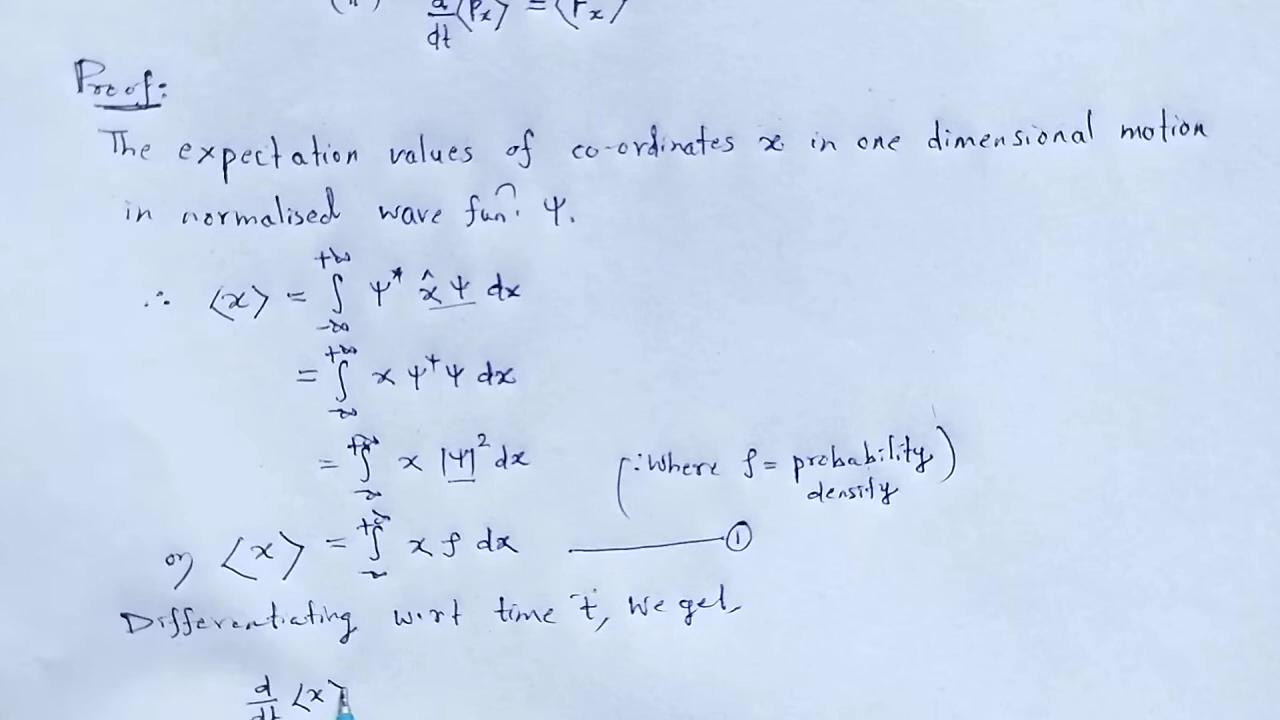 (ii) d/dt ⟨Px⟩ = ⟨Fx⟩
Proof:
The expectation values of co-ordinates x in one dimensional motion
in normalised wave funⁿ. Ψ.
∴ ⟨x⟩ = ∫₋∞⁺∞ Ψ* x̂ Ψ dx
= ∫₋∞⁺∞ x Ψ* Ψ dx
= ∫₋∞⁺∞ x |Ψ|² dx (∵ Where ρ = probability density)
or ⟨x⟩ = ∫₋∞⁺∞ x ρ dx ——— ①
Differentiating w.r.t time 't', we get,
d/dt ⟨x⟩